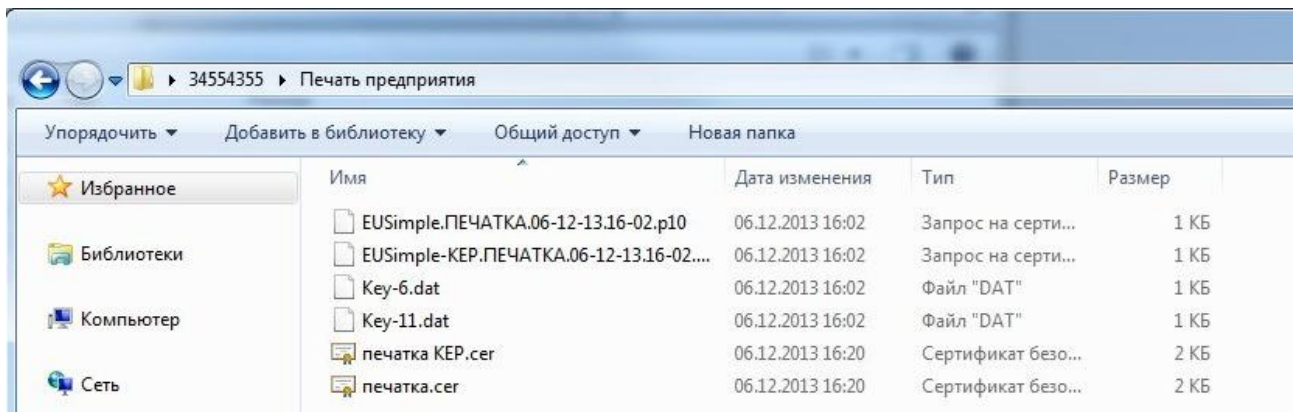 34554355 Печать предприятия
Упорядочить Добавить в библиотеку Общий доступ Новая папка
Избранное
Библиотеки
Компьютер
Сеть
Имя Дата изменения Тип Размер
EUSimple.ПЕЧАТКА.06-12-13.16-02.p10 06.12.2013 16:02 Запрос на серти... 1 КБ
EUSimple-KEP.ПЕЧАТКА.06-12-13.16-02.... 06.12.2013 16:02 Запрос на серти... 1 КБ
Key-6.dat 06.12.2013 16:02 Файл "DAT" 1 КБ
Key-11.dat 06.12.2013 16:02 Файл "DAT" 1 КБ
печатка KEP.cer 06.12.2013 16:20 Сертификат безо... 2 КБ
печатка.cer 06.12.2013 16:20 Сертификат безо... 2 КБ